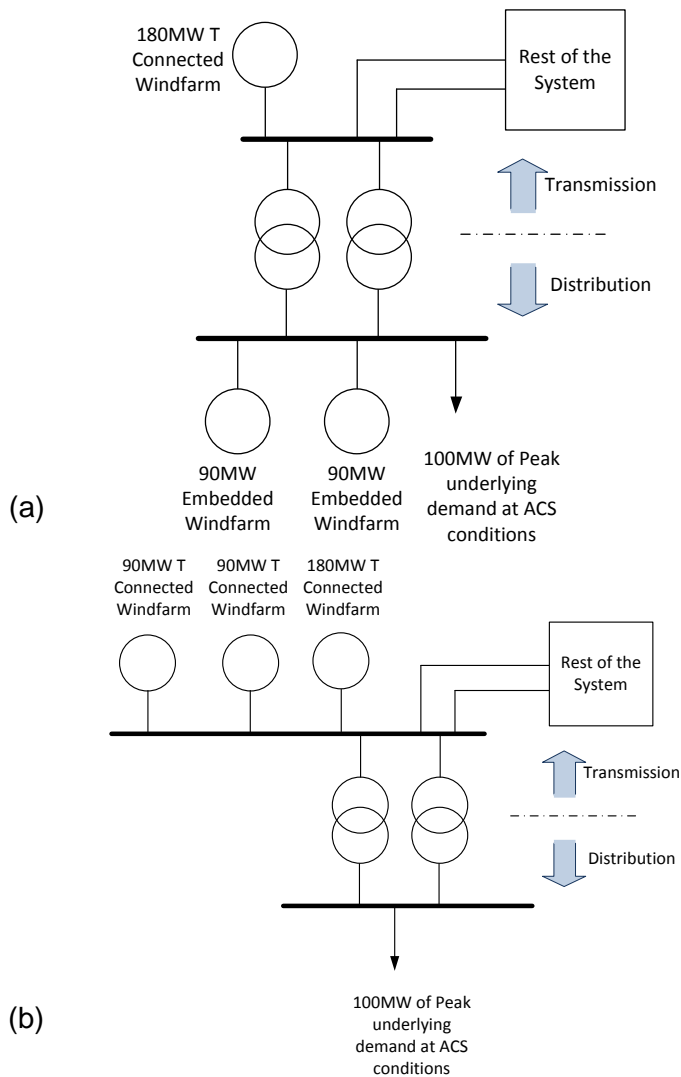 180MW T
Connected
Windfarm
Rest of the
System
Transmission
Distribution
90MW
Embedded
Windfarm
90MW
Embedded
Windfarm
100MW of Peak
underlying
demand at ACS
conditions
(a)
90MW T
Connected
Windfarm
90MW T
Connected
Windfarm
180MW T
Connected
Windfarm
Rest of the
System
Transmission
Distribution
100MW of Peak
underlying
demand at ACS
conditions
(b)